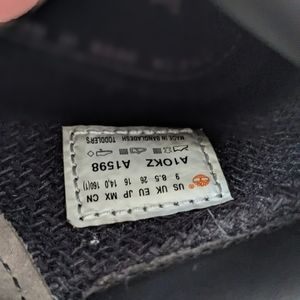 US UK EU JP MX CN
9 8.5 26 16 14.0 160(1)
A1OKZ A1598
MADE IN BANGLADESH
TODDLERS